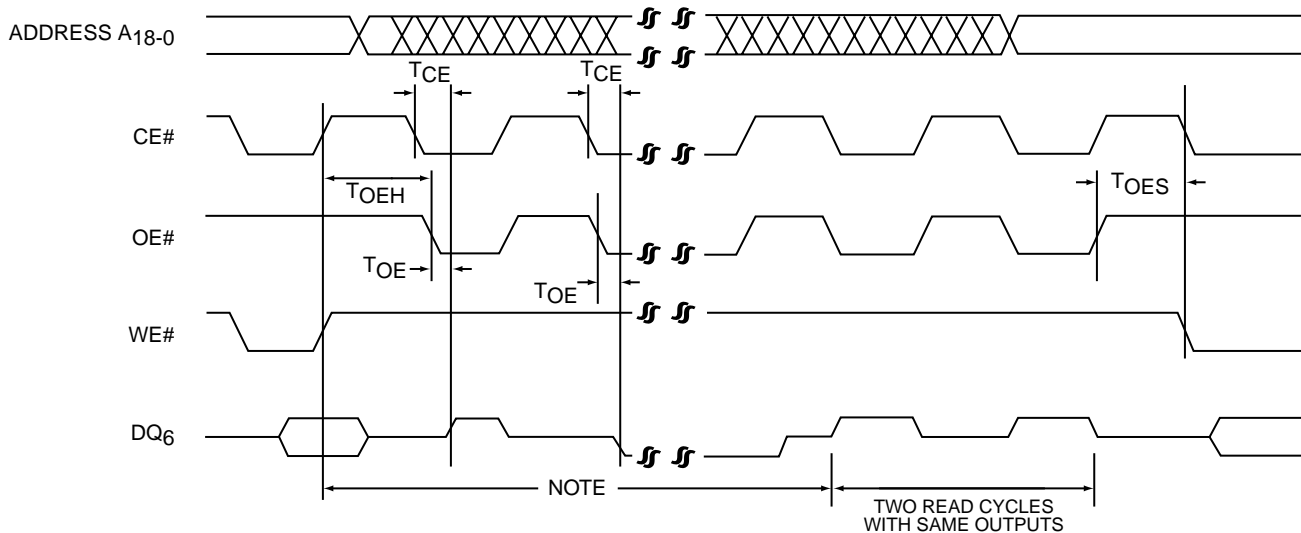 ADDRESS A18-0
TCE
TCE
CE#
TOEH
TOES
OE#
TOE
TOE
WE#
DQ6
NOTE
TWO READ CYCLES
WITH SAME OUTPUTS